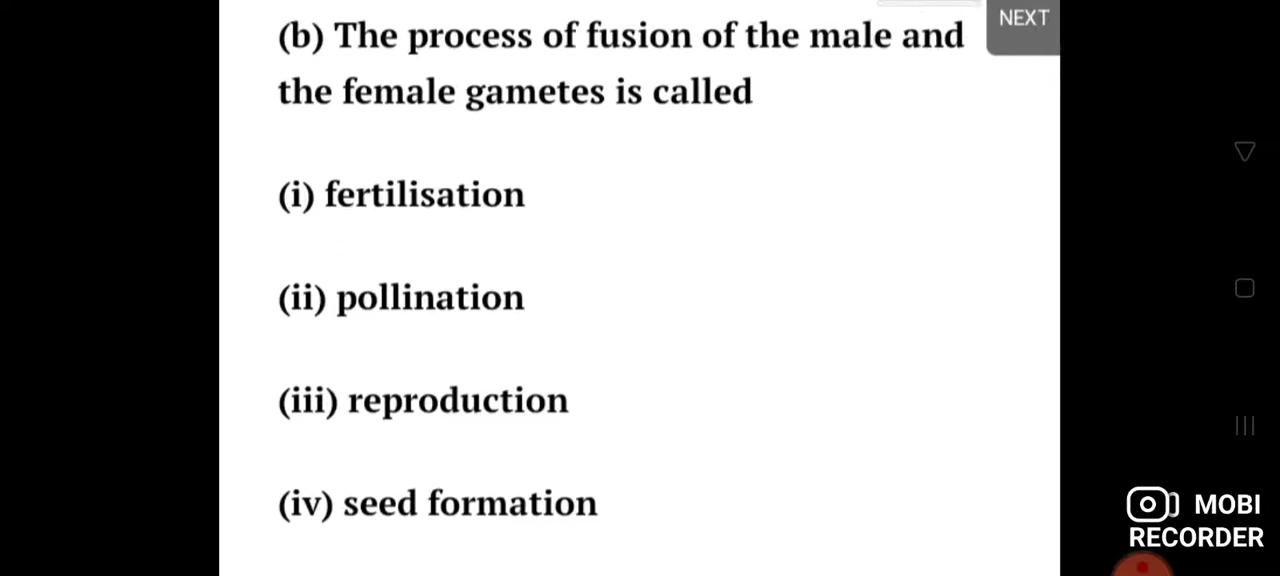 (b) The process of fusion of the male and
NEXT
the female gametes is called
(i) fertilisation
(ii) pollination
(iii) reproduction
(iv) seed formation
MOBI
RECORDER